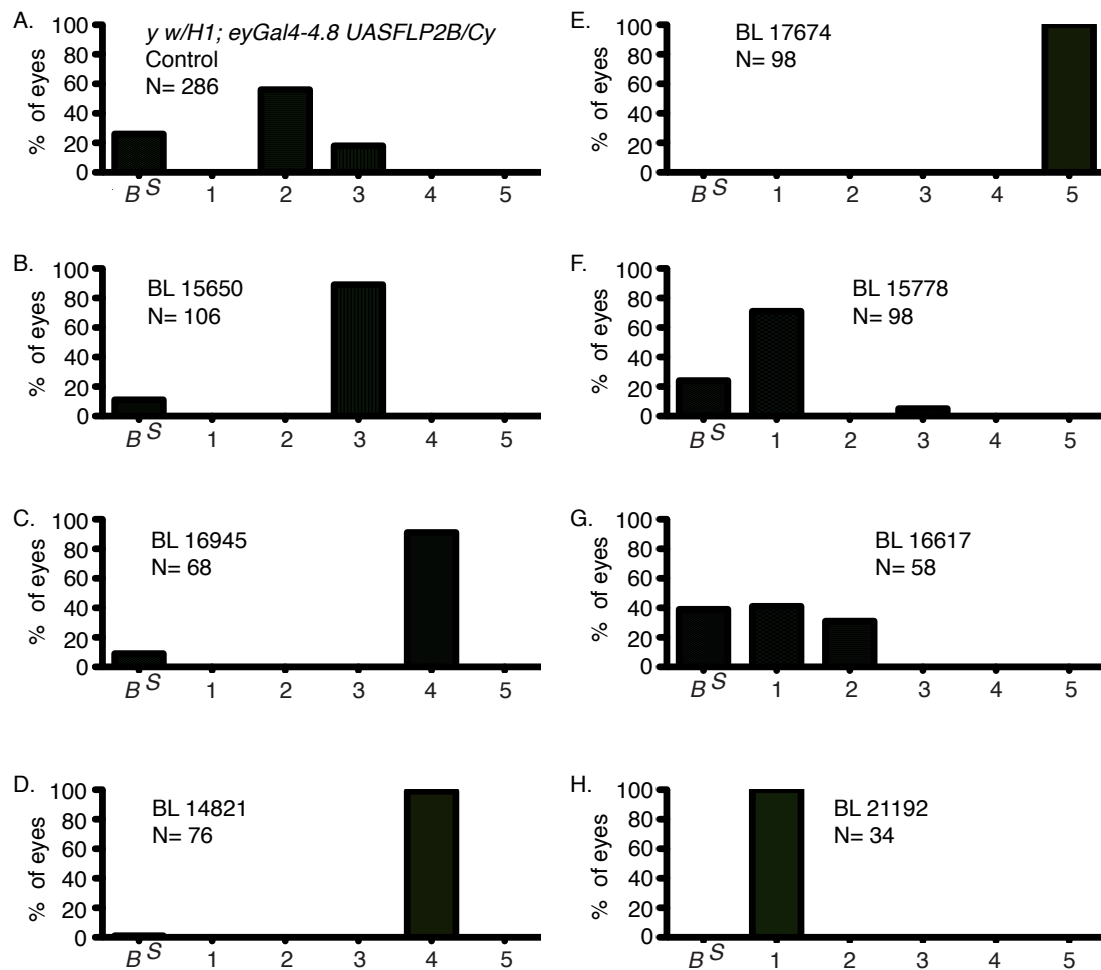 A.
y w/H1; eyGal4-4.8 UASFLP2B/Cy
Control
N= 286
% of eyes
100
80
60
40
20
0
B S 1 2 3 4 5
B.
BL 15650
N= 106
% of eyes
100
80
60
40
20
0
B S 1 2 3 4 5
C.
BL 16945
N= 68
% of eyes
100
80
60
40
20
0
B S 1 2 3 4 5
D.
BL 14821
N= 76
% of eyes
100
80
60
40
20
0
B S 1 2 3 4 5
E.
BL 17674
N= 98
% of eyes
100
80
60
40
20
0
B S 1 2 3 4 5
F.
BL 15778
N= 98
% of eyes
100
80
60
40
20
0
B S 1 2 3 4 5
G.
BL 16617
N= 58
% of eyes
100
80
60
40
20
0
B S 1 2 3 4 5
H.
BL 21192
N= 34
% of eyes
100
80
60
40
20
0
B S 1 2 3 4 5